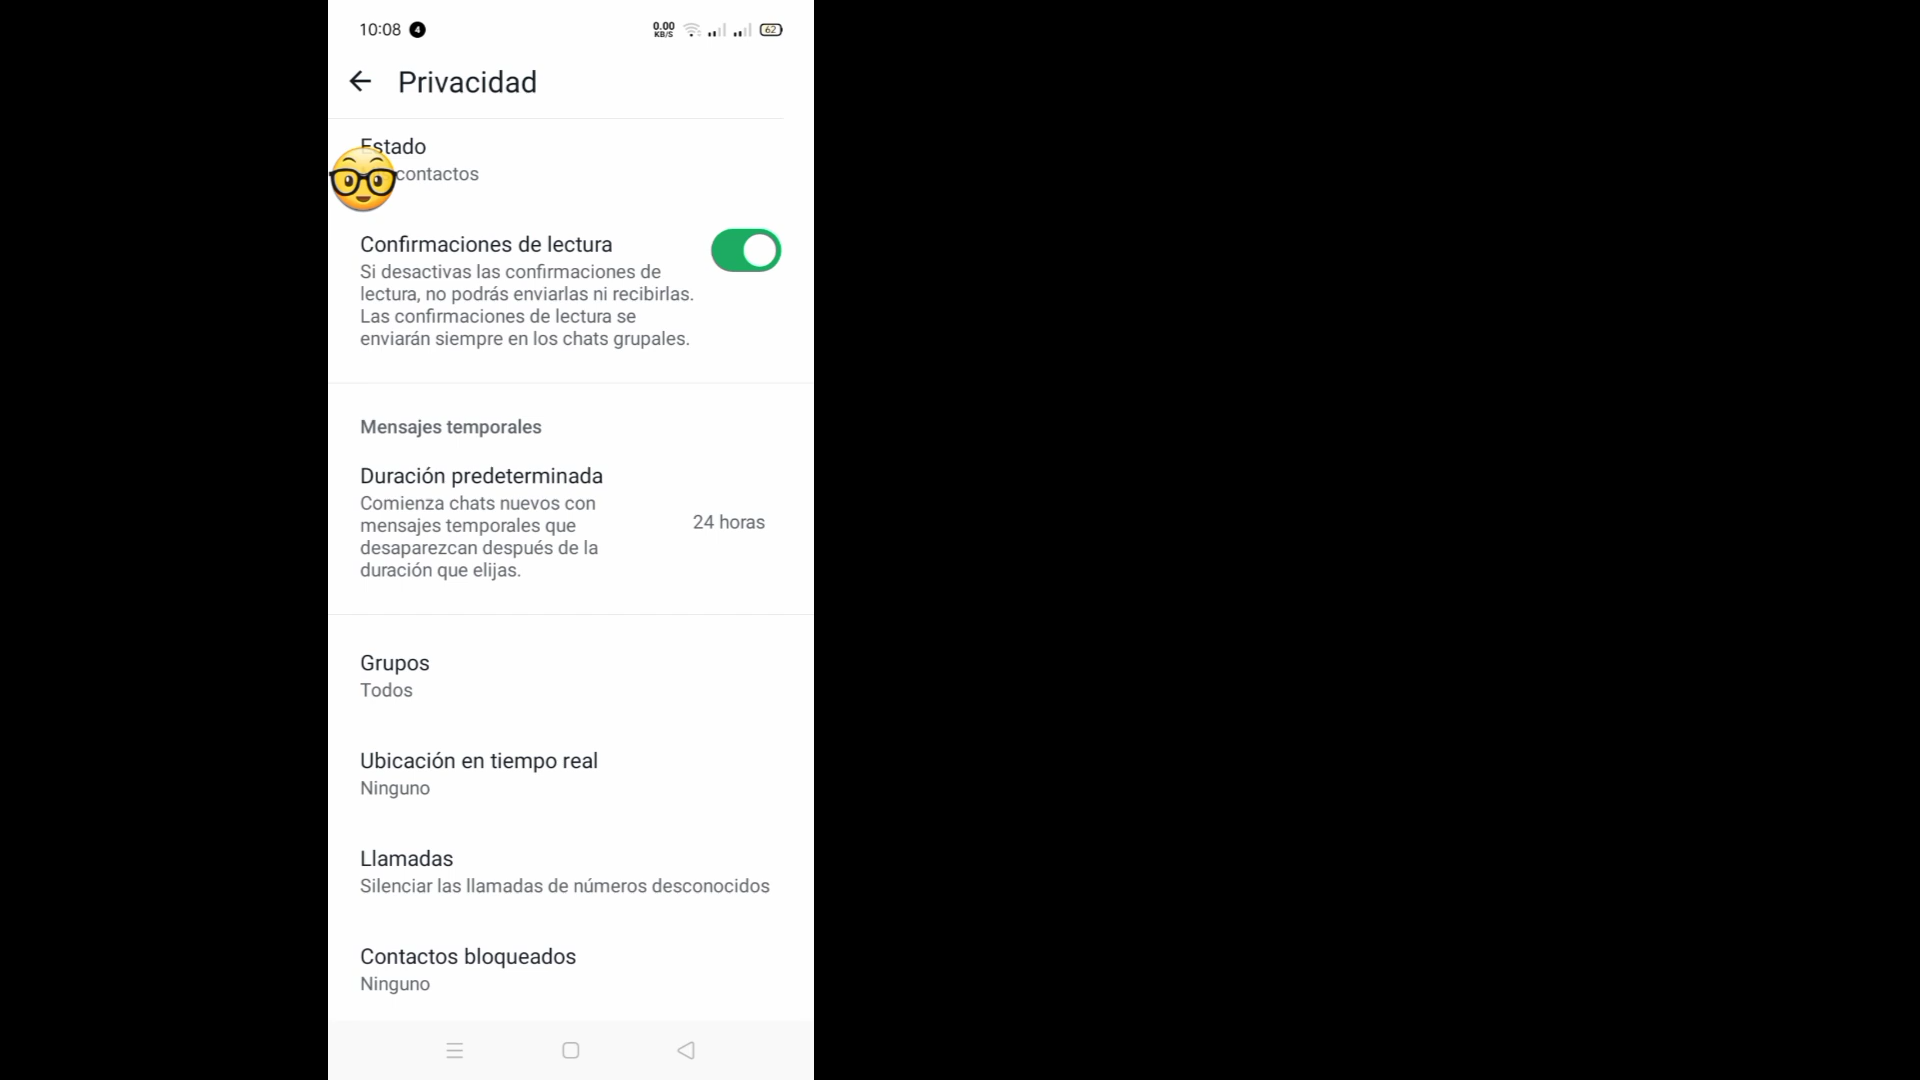 10:08 4
0.00
KB/S
62
Privacidad
Estado
contactos
Confirmaciones de lectura
Si desactivas las confirmaciones de
lectura, no podrás enviarlas ni recibirlas.
Las confirmaciones de lectura se
enviarán siempre en los chats grupales.
Mensajes temporales
Duración predeterminada
Comienza chats nuevos con
mensajes temporales que
desaparezcan después de la
duración que elijas.
24 horas
Grupos
Todos
Ubicación en tiempo real
Ninguno
Llamadas
Silenciar las llamadas de números desconocidos
Contactos bloqueados
Ninguno